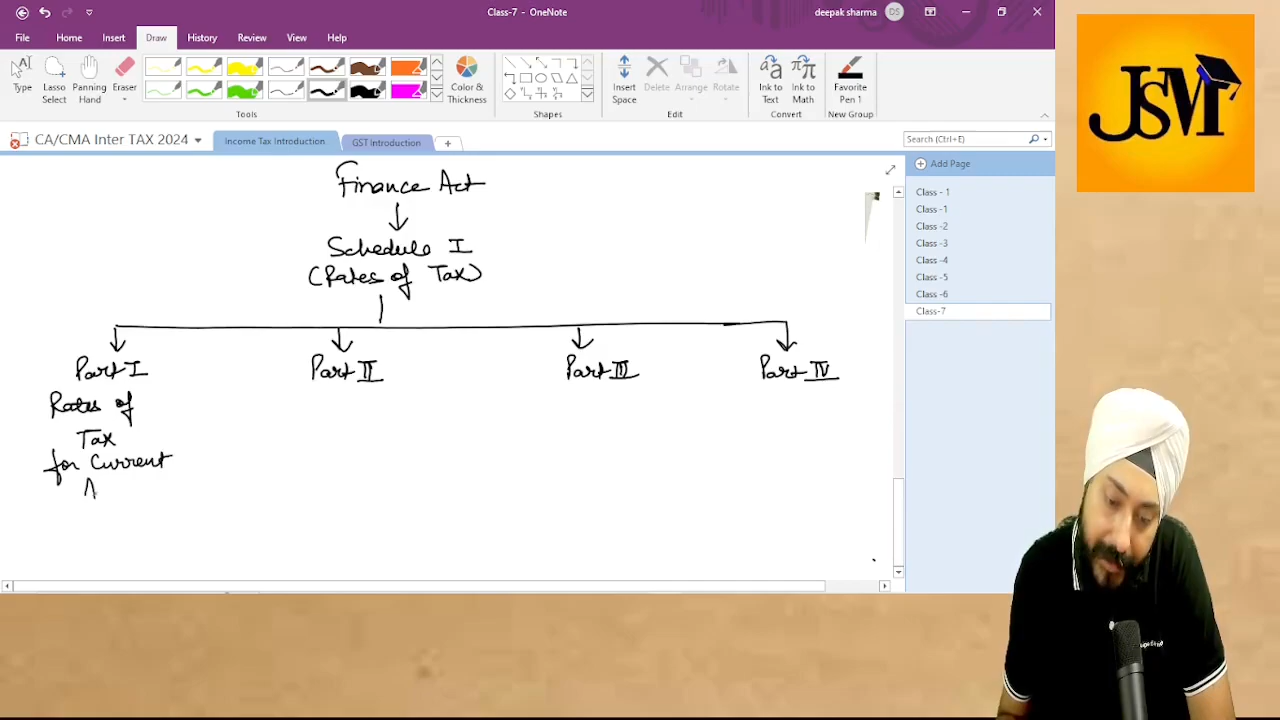 Class-7 - OneNote
deepak sharma
DS
File
Home
Insert
Draw
History
Review
View
Help
Type
Lasso
Select
Panning
Hand
Eraser
Color &
Thickness
Insert
Space
Delete
Arrange
Rotate
Ink to
Text
Ink to
Math
Favorite
Pen 1
Tools
Shapes
Edit
Convert
New Group
CA/CMA Inter TAX 2024
Income Tax Introduction
GST Introduction
Search (Ctrl+E)
Add Page
Class - 1
Class -1
Class -2
Class -3
Class -4
Class -5
Class -6
Class-7
JSM
Finance Act
Schedule I
(Rates of Tax)
Part I
Part II
Part III
Part IV
Rates of
Tax
for Current